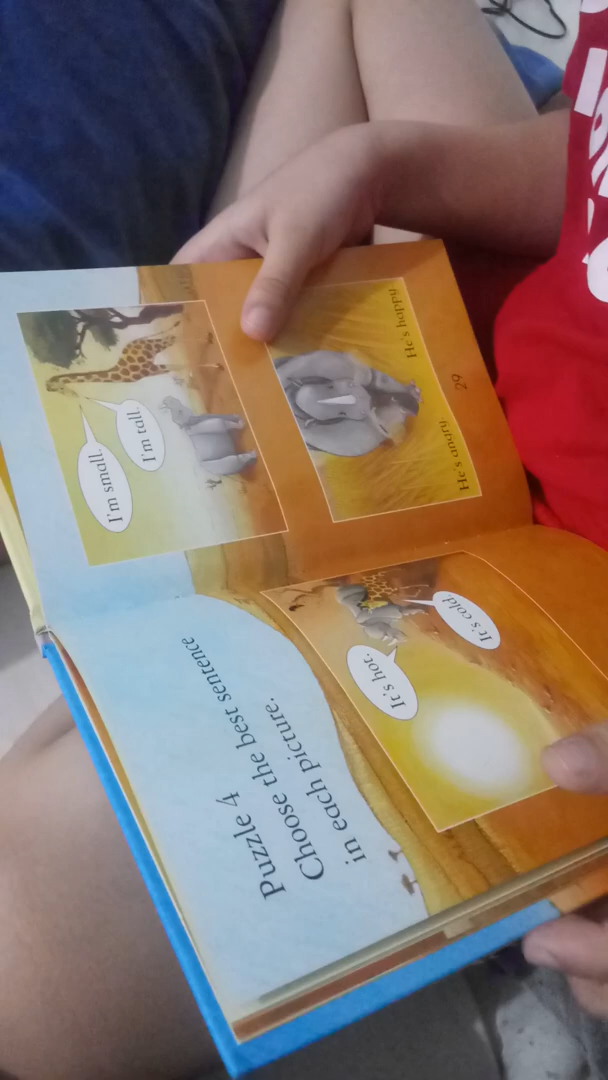 Puzzle 4
Choose the best sentence
in each picture.
It's hot.
It's cold.
I'm small.
I'm tall.
He's angry.
He's happy.
29